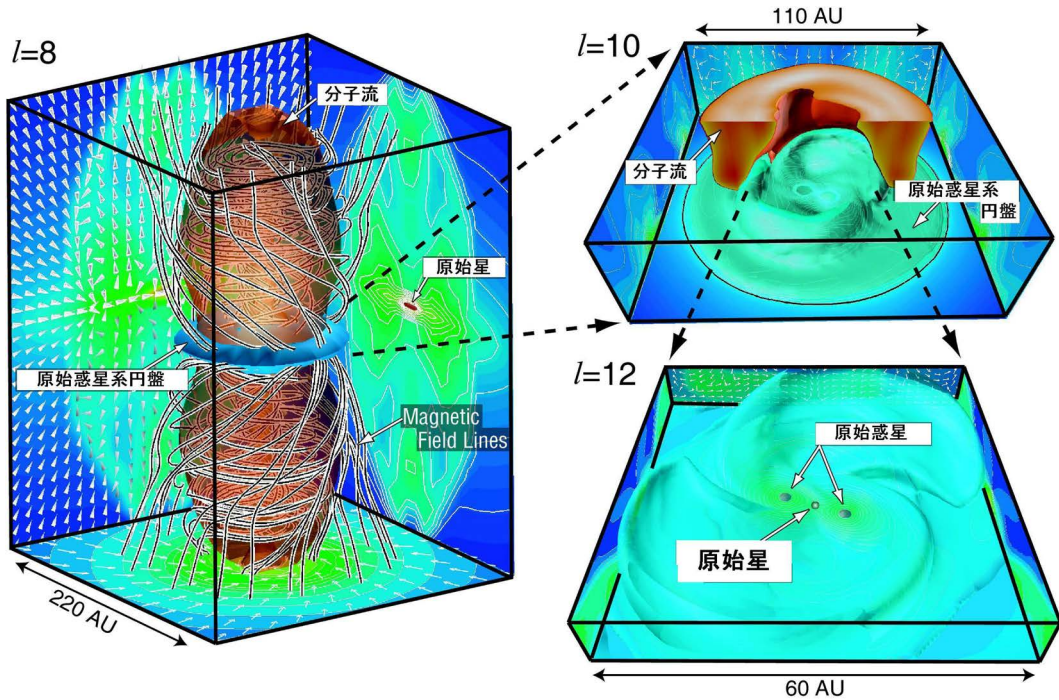 l=8
分子流
原始星
原始惑星系円盤
Magnetic
Field Lines
220 AU
110 AU
l=10
分子流
原始惑星系
円盤
l=12
原始惑星
原始星
60 AU